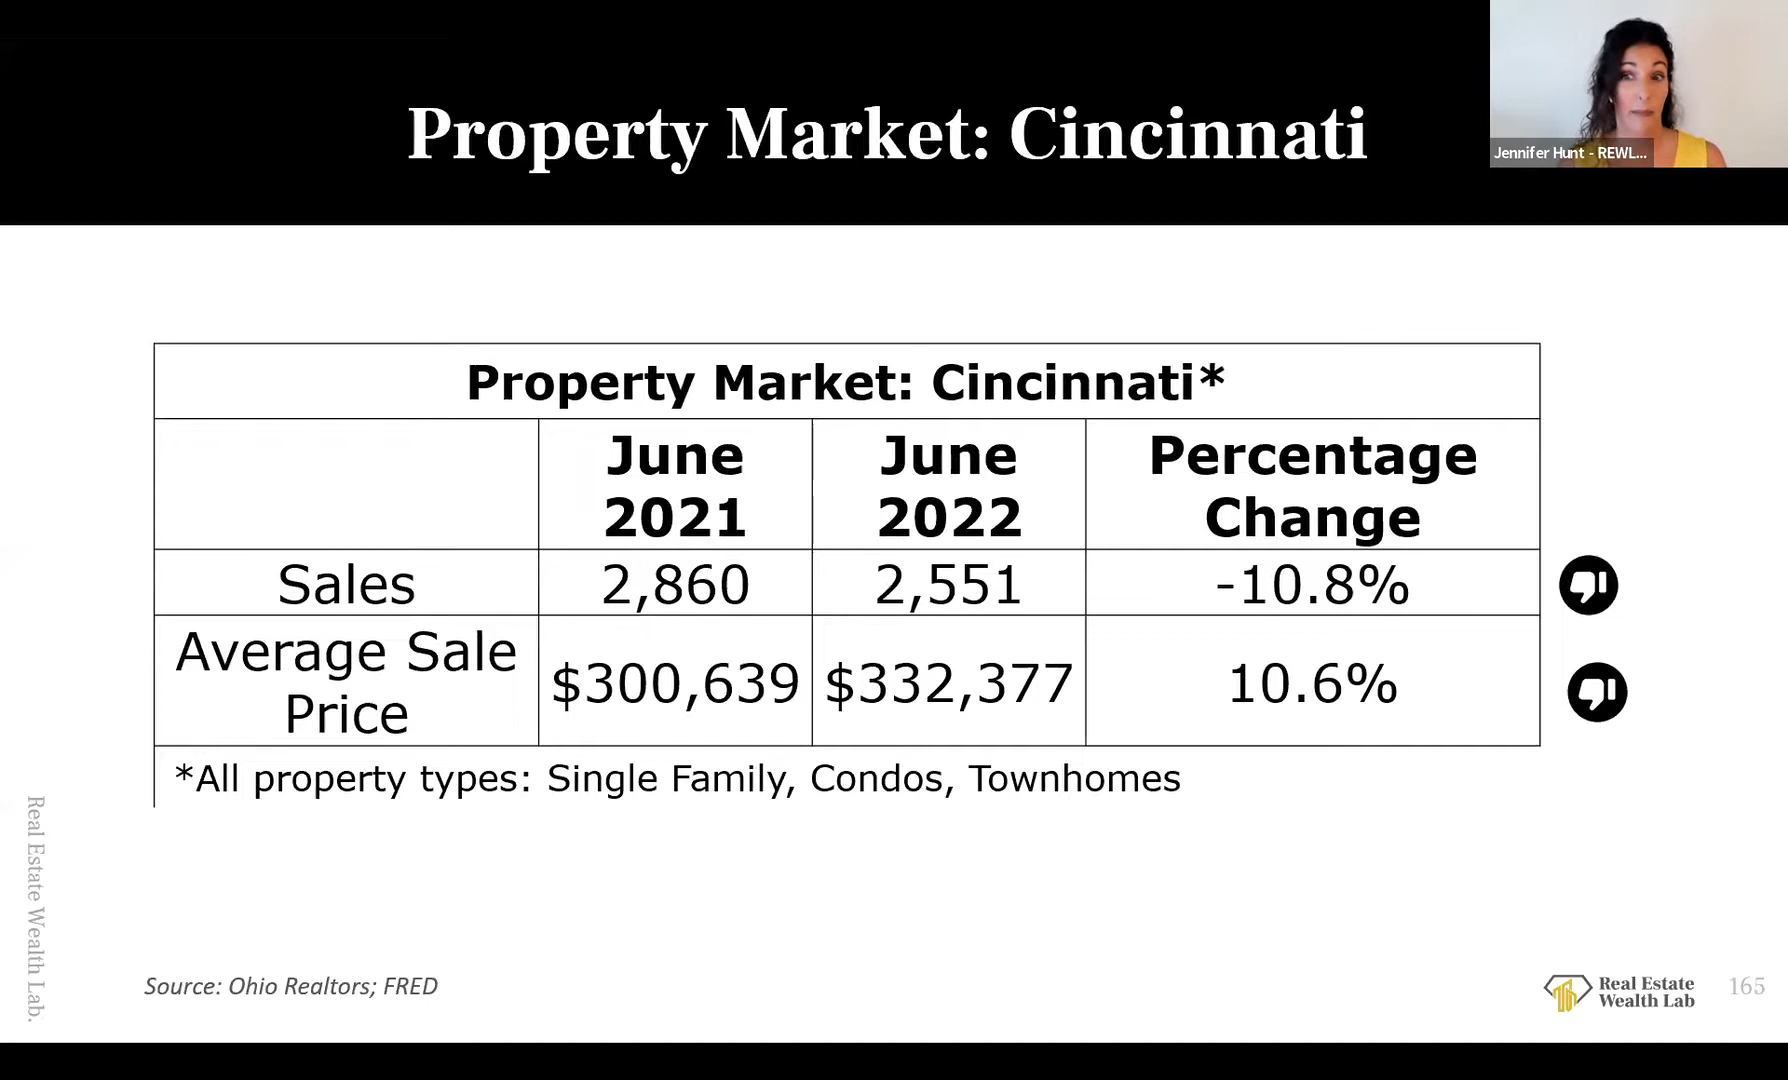 Property Market: Cincinnati
Jennifer Hunt - REWL...
Property Market: Cincinnati*
June 2021
June 2022
Percentage Change
Sales
2,860
2,551
-10.8%
Average Sale Price
$300,639
$332,377
10.6%
*All property types: Single Family, Condos, Townhomes
Real Estate Wealth Lab.
Source: Ohio Realtors; FRED
Real Estate
Wealth Lab
165